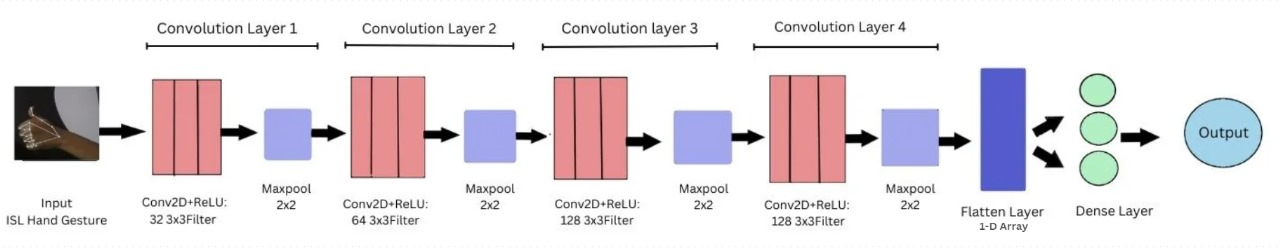 Convolution Layer 1
Convolution Layer 2
Convolution layer 3
Convolution Layer 4
Input
ISL Hand Gesture
Conv2D+ReLU:
32 3x3Filter
Maxpool
2x2
Conv2D+ReLU:
64 3x3Filter
Maxpool
2x2
Conv2D+ReLU:
128 3x3Filter
Maxpool
2x2
Conv2D+ReLU:
128 3x3Filter
Maxpool
2x2
Flatten Layer
1-D Array
Dense Layer
Output